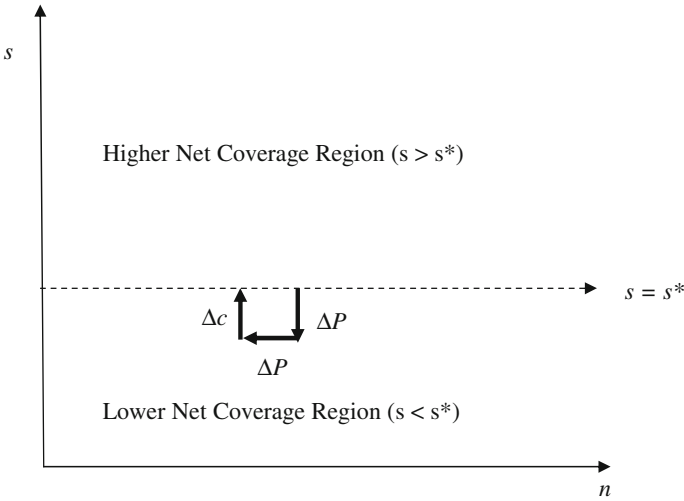 s
Higher Net Coverage Region (s > s*)
s = s*
Δc
ΔP
ΔP
Lower Net Coverage Region (s < s*)
n